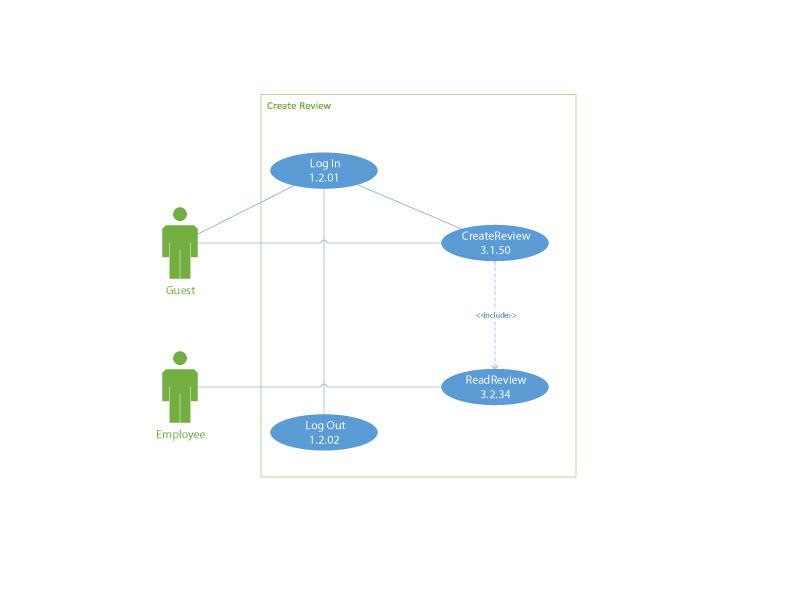 Create Review
Log In
1.2.01
CreateReview
3.1.50
Guest
<<include>>
ReadReview
3.2.34
Employee
Log Out
1.2.02